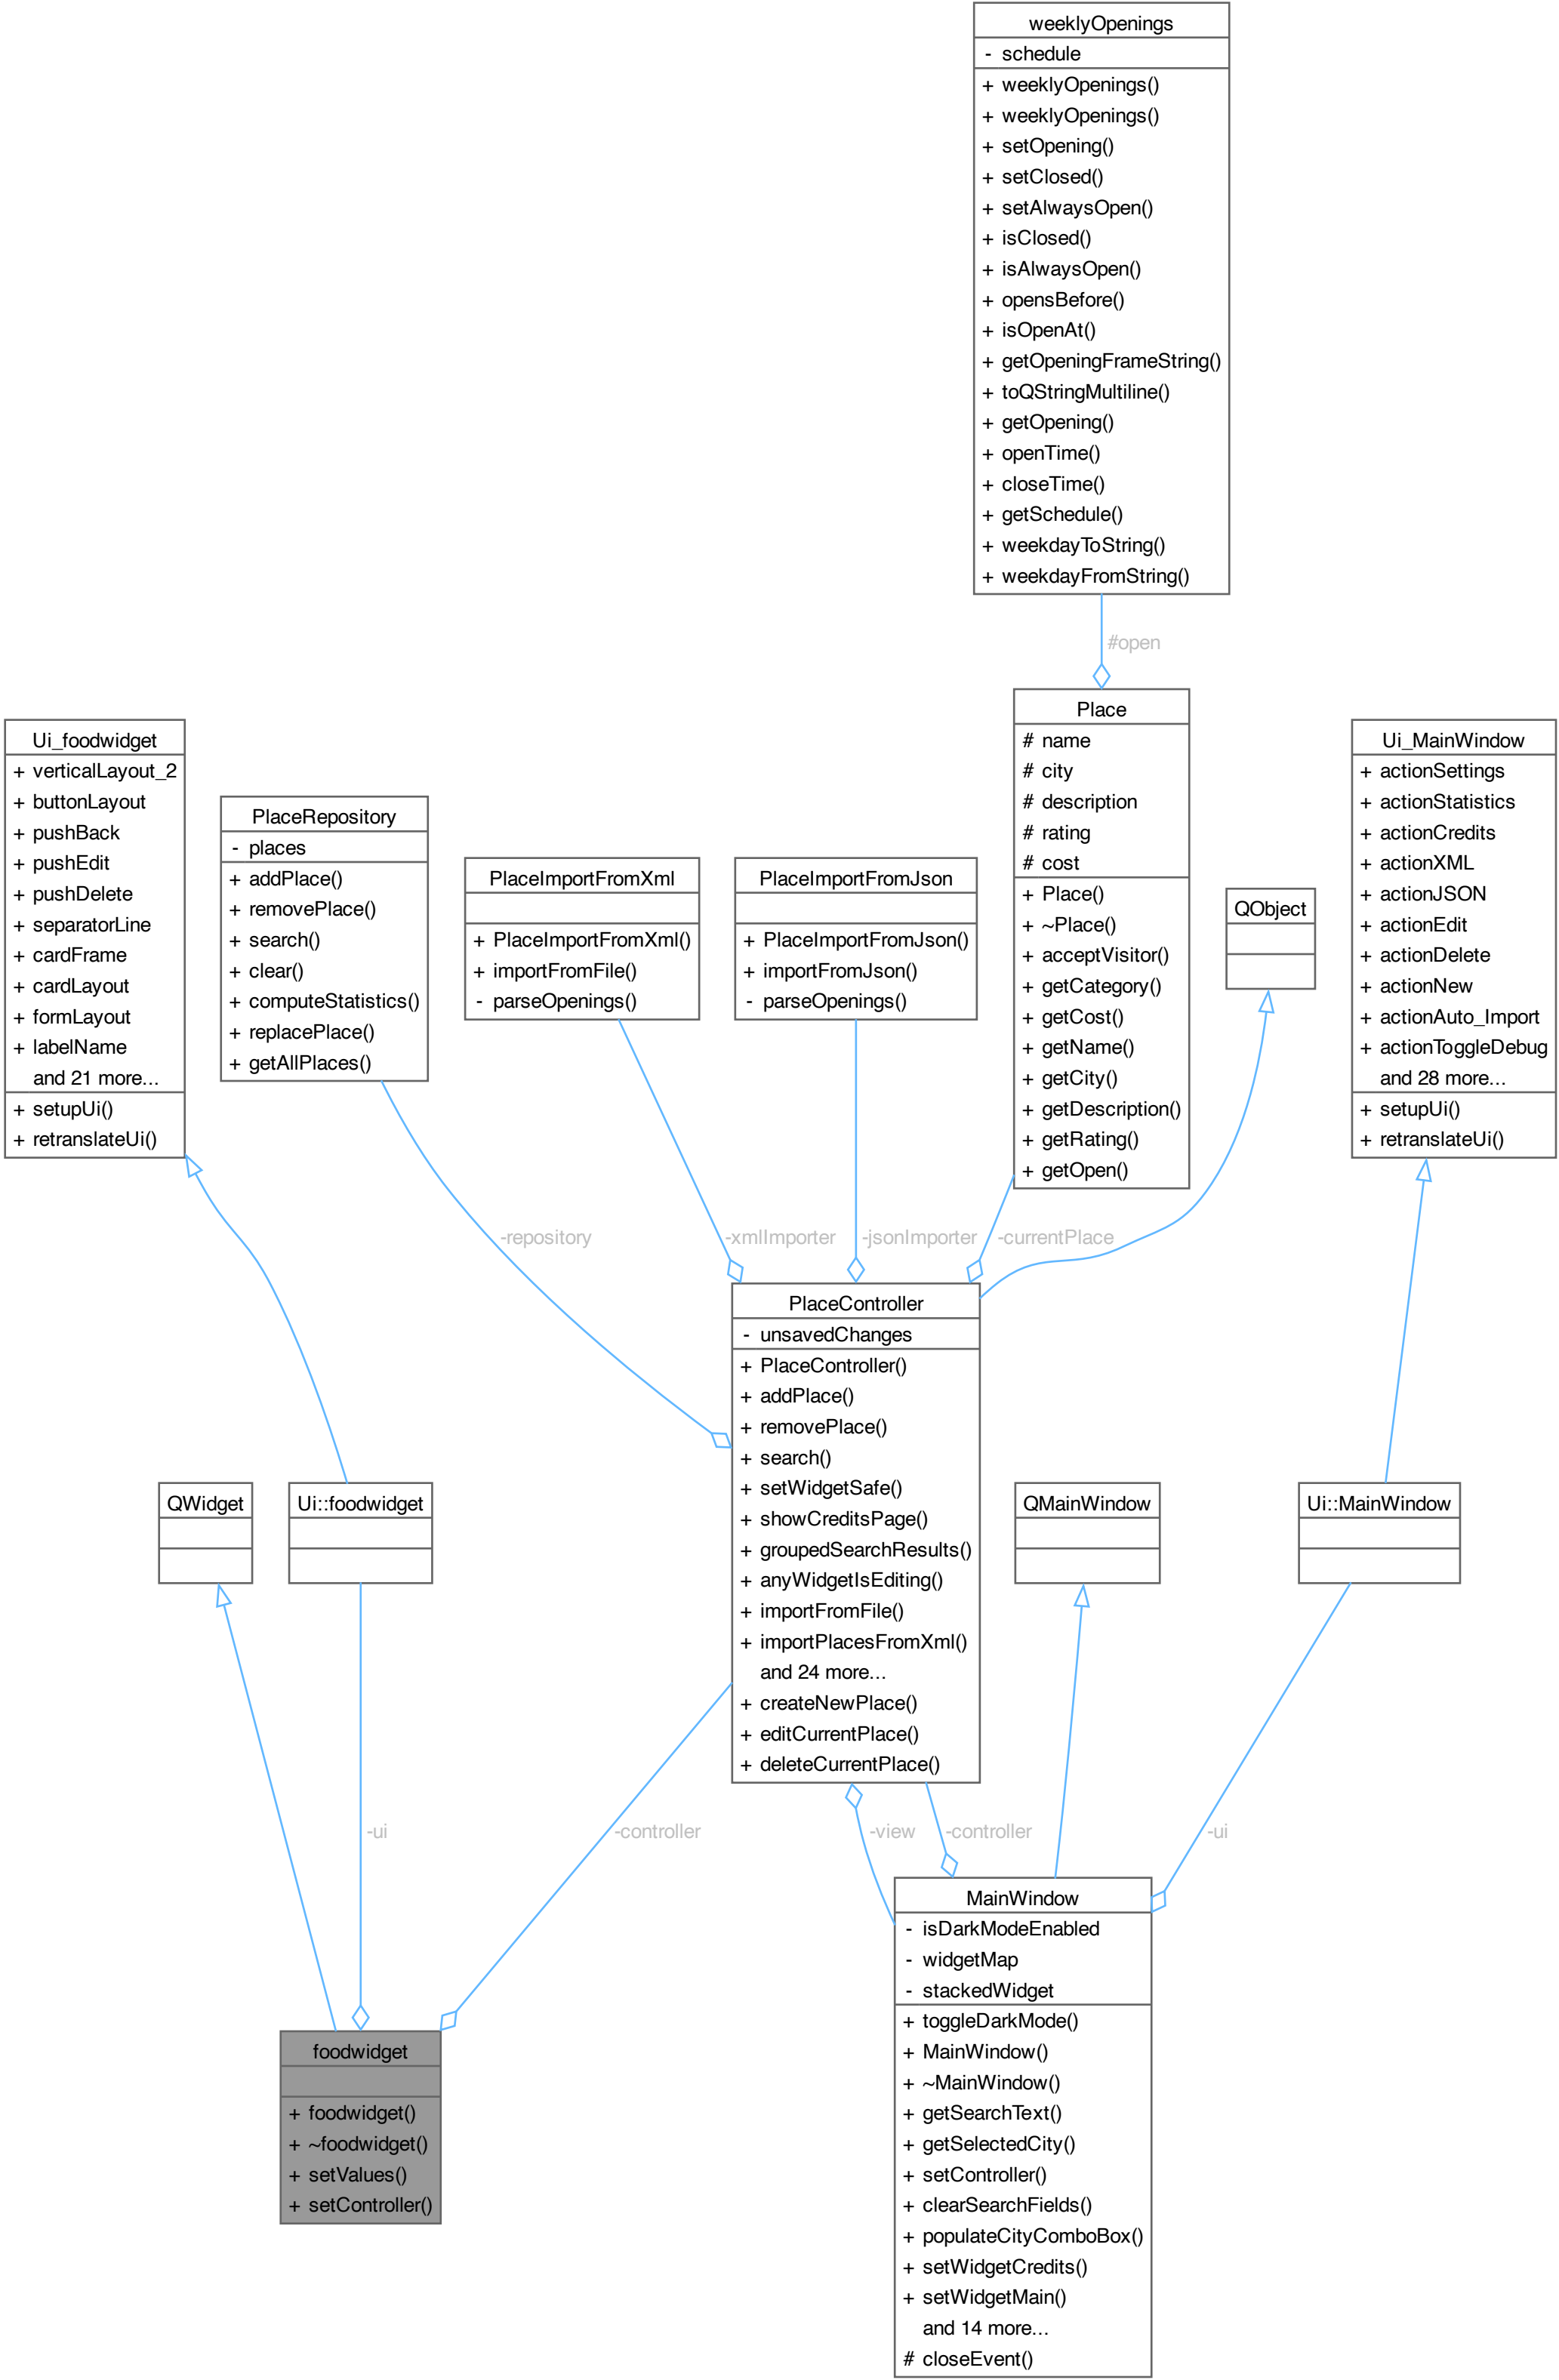 weeklyOpenings
- schedule
+ weeklyOpenings()
+ weeklyOpenings()
+ setOpening()
+ setClosed()
+ setAlwaysOpen()
+ isClosed()
+ isAlwaysOpen()
+ opensBefore()
+ isOpenAt()
+ getOpeningFrameString()
+ toQStringMultiline()
+ getOpening()
+ openTime()
+ closeTime()
+ getSchedule()
+ weekdayToString()
+ weekdayFromString()
#open
Ui_foodwidget
+ verticalLayout_2
+ buttonLayout
+ pushBack
+ pushEdit
+ pushDelete
+ separatorLine
+ cardFrame
+ cardLayout
+ formLayout
+ labelName
and 21 more...
+ setupUi()
+ retranslateUi()
PlaceRepository
- places
+ addPlace()
+ removePlace()
+ search()
+ clear()
+ computeStatistics()
+ replacePlace()
+ getAllPlaces()
PlaceImportFromXml
+ PlaceImportFromXml()
+ importFromFile()
- parseOpenings()
PlaceImportFromJson
+ PlaceImportFromJson()
+ importFromJson()
- parseOpenings()
Place
# name
# city
# description
# rating
# cost
+ Place()
+ ~Place()
+ acceptVisitor()
+ getCategory()
+ getCost()
+ getName()
+ getCity()
+ getDescription()
+ getRating()
+ getOpen()
QObject
Ui_MainWindow
+ actionSettings
+ actionStatistics
+ actionCredits
+ actionXML
+ actionJSON
+ actionEdit
+ actionDelete
+ actionNew
+ actionAuto_Import
+ actionToggleDebug
and 28 more...
+ setupUi()
+ retranslateUi()
-repository
-xmlImporter
-jsonImporter
-currentPlace
PlaceController
- unsavedChanges
+ PlaceController()
+ addPlace()
+ removePlace()
+ search()
+ setWidgetSafe()
+ showCreditsPage()
+ groupedSearchResults()
+ anyWidgetIsEditing()
+ importFromFile()
+ importPlacesFromXml()
and 24 more...
+ createNewPlace()
+ editCurrentPlace()
+ deleteCurrentPlace()
QWidget
Ui::foodwidget
QMainWindow
Ui::MainWindow
-ui
-controller
-view
-controller
-ui
MainWindow
- isDarkModeEnabled
- widgetMap
- stackedWidget
+ toggleDarkMode()
+ MainWindow()
+ ~MainWindow()
+ getSearchText()
+ getSelectedCity()
+ setController()
+ clearSearchFields()
+ populateCityComboBox()
+ setWidgetCredits()
+ setWidgetMain()
and 14 more...
# closeEvent()
foodwidget
+ foodwidget()
+ ~foodwidget()
+ setValues()
+ setController()